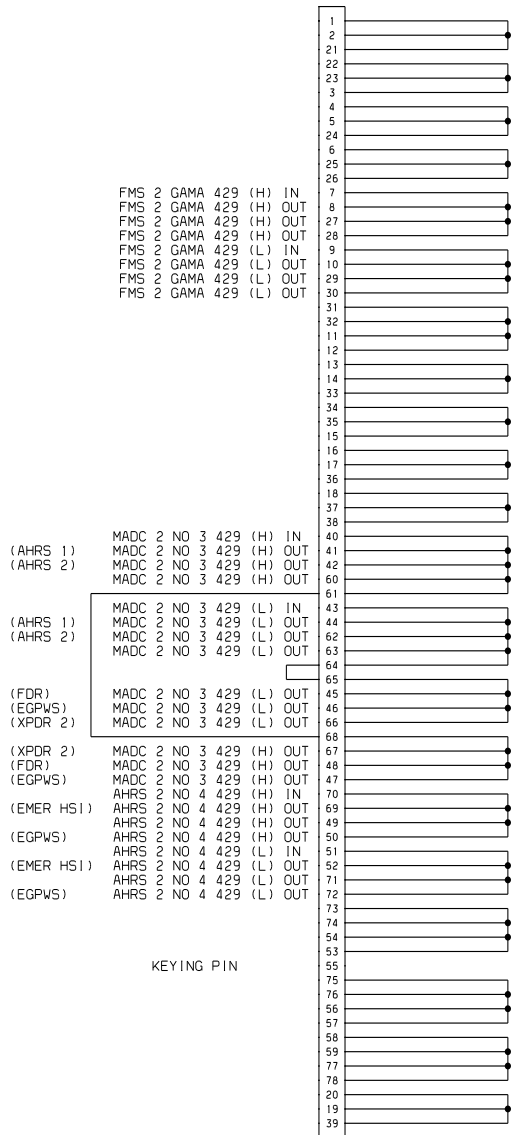 1
2
21
22
23
3
4
5
24
6
25
26
FMS 2 GAMA 429 (H) IN 7
FMS 2 GAMA 429 (H) OUT 8
FMS 2 GAMA 429 (H) OUT 27
FMS 2 GAMA 429 (H) OUT 28
FMS 2 GAMA 429 (L) IN 9
FMS 2 GAMA 429 (L) OUT 10
FMS 2 GAMA 429 (L) OUT 29
FMS 2 GAMA 429 (L) OUT 30
31
32
11
12
13
14
33
34
35
15
16
17
36
18
37
38
MADC 2 NO 3 429 (H) IN 40
(AHRS 1) MADC 2 NO 3 429 (H) OUT 41
(AHRS 2) MADC 2 NO 3 429 (H) OUT 42
MADC 2 NO 3 429 (H) OUT 60
61
MADC 2 NO 3 429 (L) IN 43
(AHRS 1) MADC 2 NO 3 429 (L) OUT 44
(AHRS 2) MADC 2 NO 3 429 (L) OUT 62
MADC 2 NO 3 429 (L) OUT 63
64
65
(FDR) MADC 2 NO 3 429 (L) OUT 45
(EGPWS) MADC 2 NO 3 429 (L) OUT 46
(XPDR 2) MADC 2 NO 3 429 (L) OUT 66
68
(XPDR 2) MADC 2 NO 3 429 (H) OUT 67
(FDR) MADC 2 NO 3 429 (H) OUT 48
(EGPWS) MADC 2 NO 3 429 (H) OUT 47
AHRS 2 NO 4 429 (H) IN 70
(EMER HSI) AHRS 2 NO 4 429 (H) OUT 69
AHRS 2 NO 4 429 (H) OUT 49
(EGPWS) AHRS 2 NO 4 429 (H) OUT 50
AHRS 2 NO 4 429 (L) IN 51
(EMER HSI) AHRS 2 NO 4 429 (L) OUT 52
AHRS 2 NO 4 429 (L) OUT 71
(EGPWS) AHRS 2 NO 4 429 (L) OUT 72
73
74
54
53
KEYING PIN 55
75
76
56
57
58
59
77
78
20
19
39